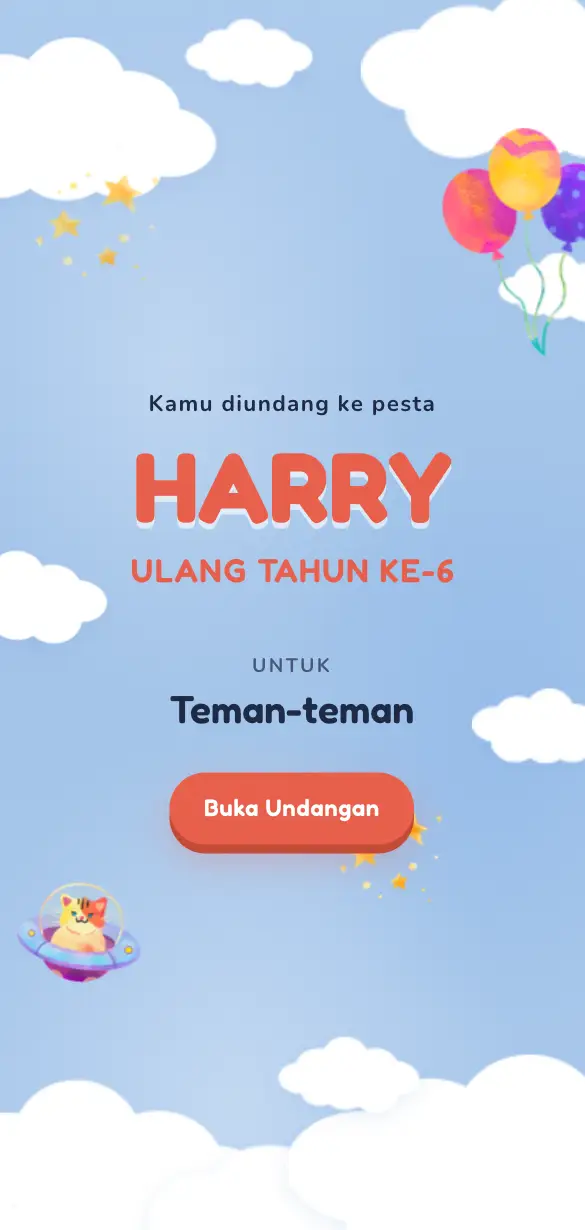 Kamu diundang ke pesta
HARRY
ULANG TAHUN KE-6
UNTUK
Teman-teman
Buka Undangan